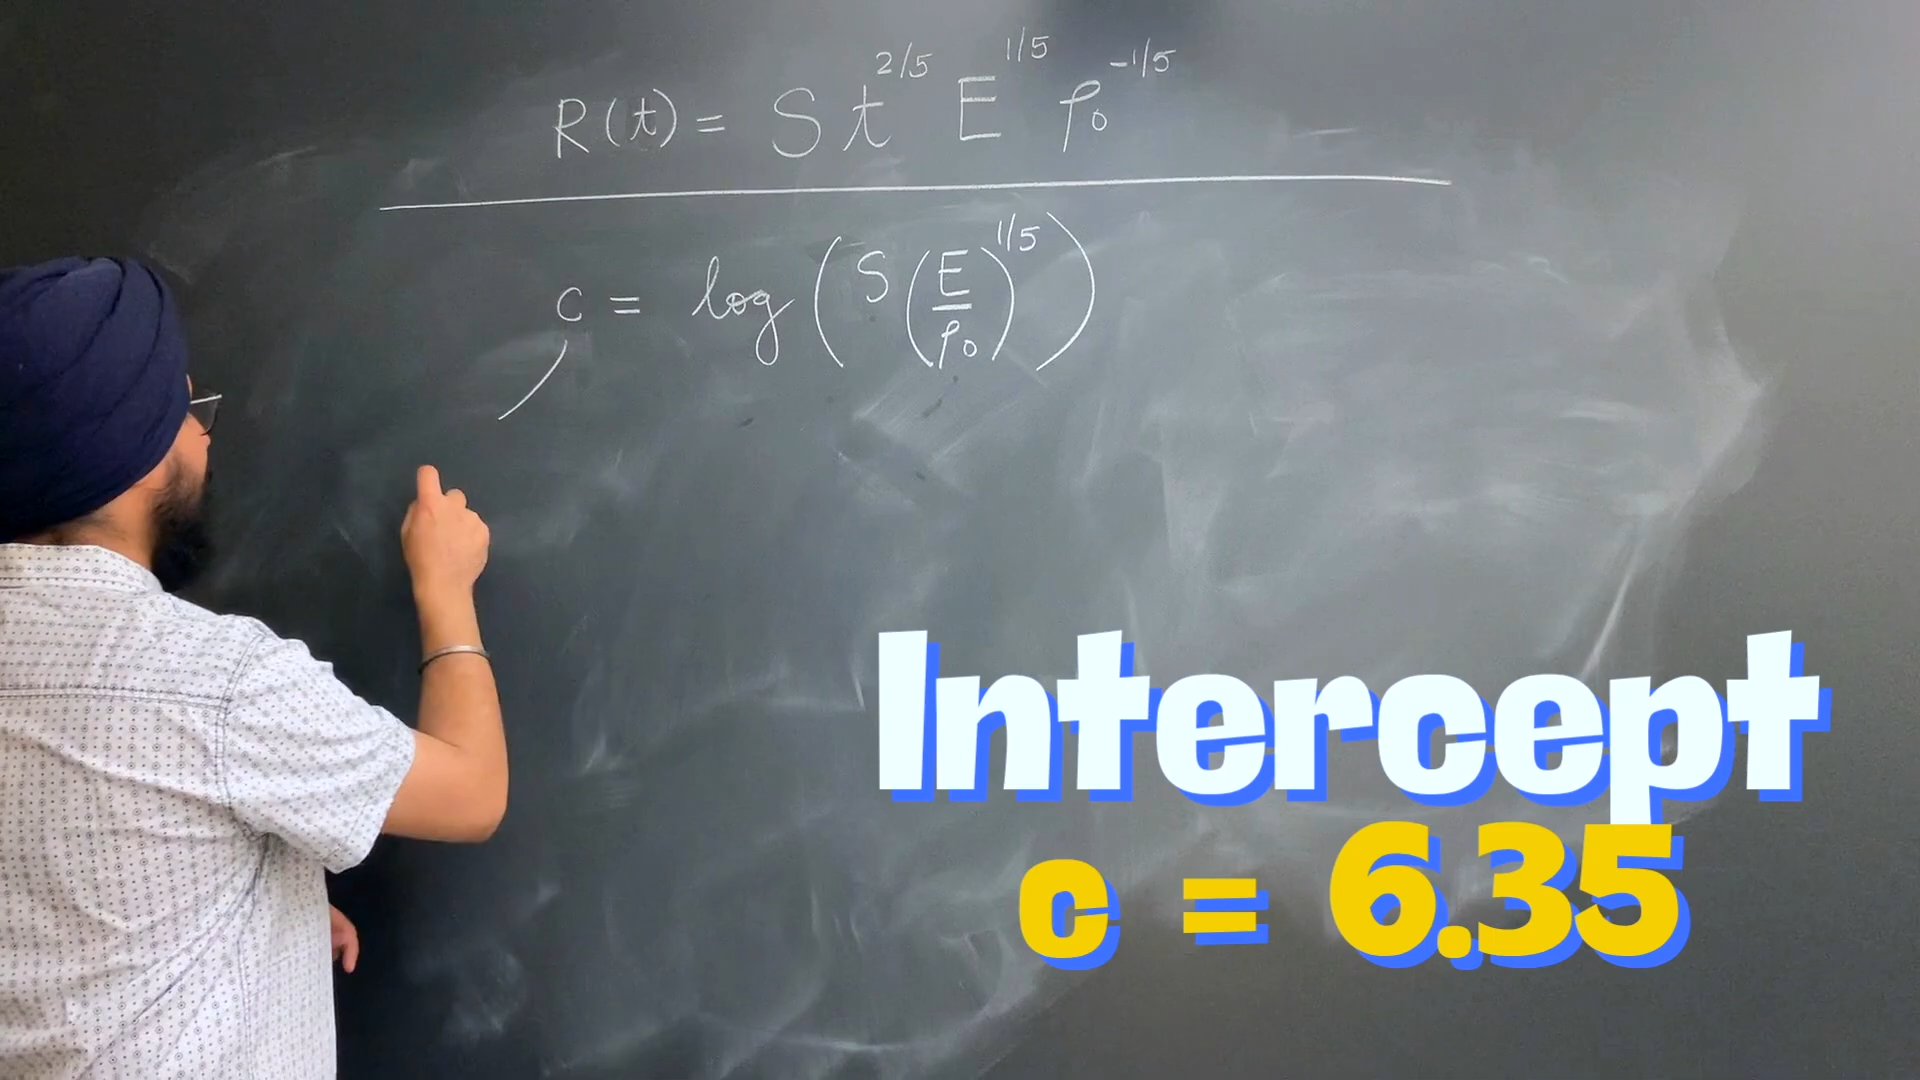 R(t) = S t^{2/5} E^{1/5} ρ₀^{-1/5}
c = log(S(E/ρ₀)^{1/5})
Intercept
c = 6.35